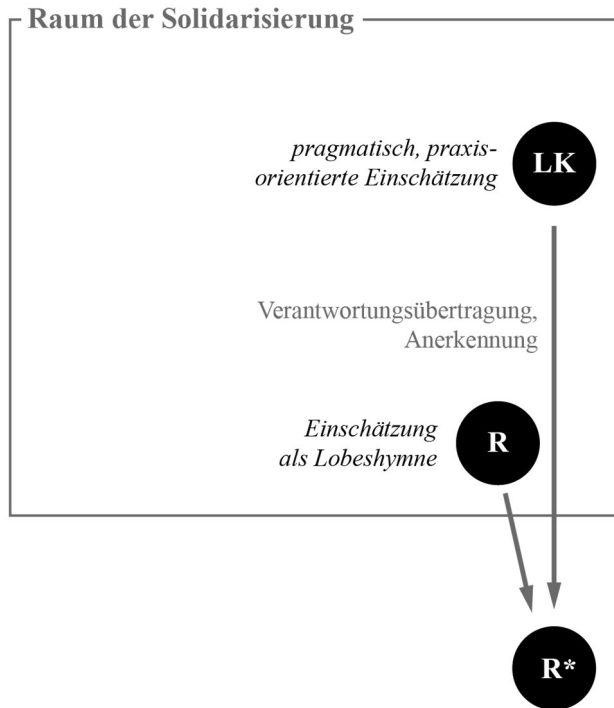 Raum der Solidarisierung
pragmatisch, praxis-
orientierte Einschätzung
LK
Verantwortungsübertragung,
Anerkennung
Einschätzung
als Lobeshymne
R
R*